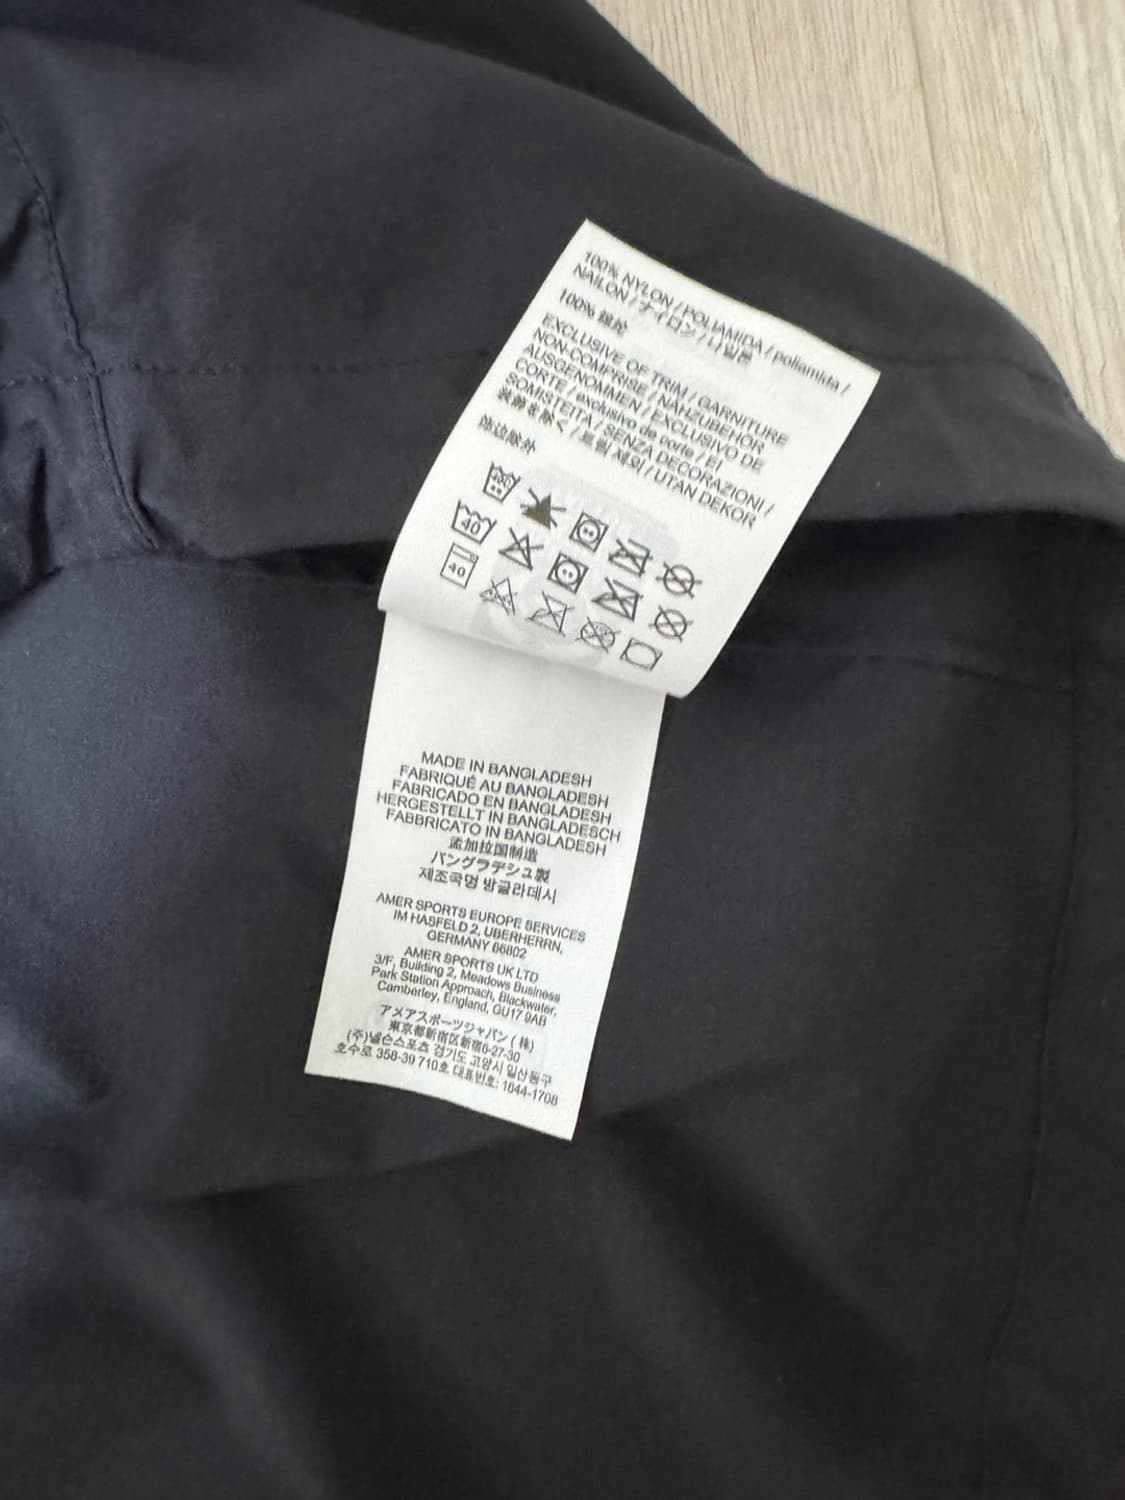 100% NYLON / POLIAMIDA / poliamida /
NAILON / ナイロン / 나일론
100% 锦纶
EXCLUSIVE OF TRIM / GARNITURE
NON-COMPRISE / NÄHZUBEHÖR
AUSGENOMMEN / EXCLUSIVO DE
CORTE / exclusivo de corte / EI
SOMISTEITA / SENZA DECORAZIONI /
装飾を除く / 트림 제외 / UTAN DEKOR
饰边除外
40
40
MADE IN BANGLADESH
FABRIQUÉ AU BANGLADESH
FABRICADO EN BANGLADESH
HERGESTELLT IN BANGLADESCH
FABBRICATO IN BANGLADESH
孟加拉国制造
バングラデシュ製
제조국명 방글라데시
AMER SPORTS EUROPE SERVICES
IM HASFELD 2, UBERHERRN,
GERMANY 66802
AMER SPORTS UK LTD
3/F, Building 2, Meadows Business
Park Station Approach, Blackwater,
Camberley, England, GU17 9AB
アメアスポーツジャパン (株)
東京都新宿区新宿6-27-30
(주)넬슨스포츠 경기도 고양시 일산동구
호수로 358-39 710호 대표번호: 1644-1708